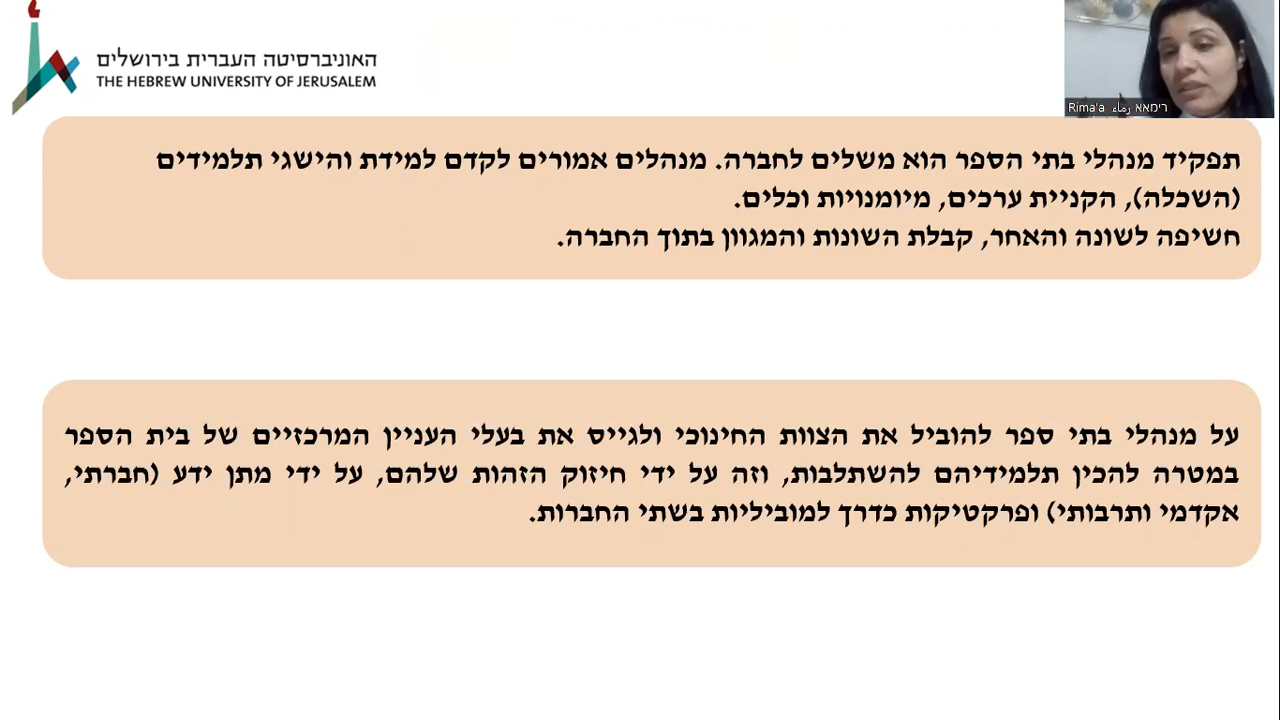 האוניברסיטה העברית בירושלים
THE HEBREW UNIVERSITY OF JERUSALEM
Rima'a רימאא رماء
תפקיד מנהלי בתי הספר הוא משלים לחברה. מנהלים אמורים לקדם למידת והישגי תלמידים
(השכלה), הקניית ערכים, מיומנויות וכלים.
חשיפה לשונה והאחר, קבלת השונות והמגוון בתוך החברה.
על מנהלי בתי ספר להוביל את הצוות החינוכי ולגייס את בעלי העניין המרכזיים של בית הספר
במטרה להכין תלמידיהם להשתלבות, וזה על ידי חיזוק הזהות שלהם, על ידי מתן ידע (חברתי,
אקדמי ותרבותי) ופרקטיקות כדרך למוביליות בשתי החברות.